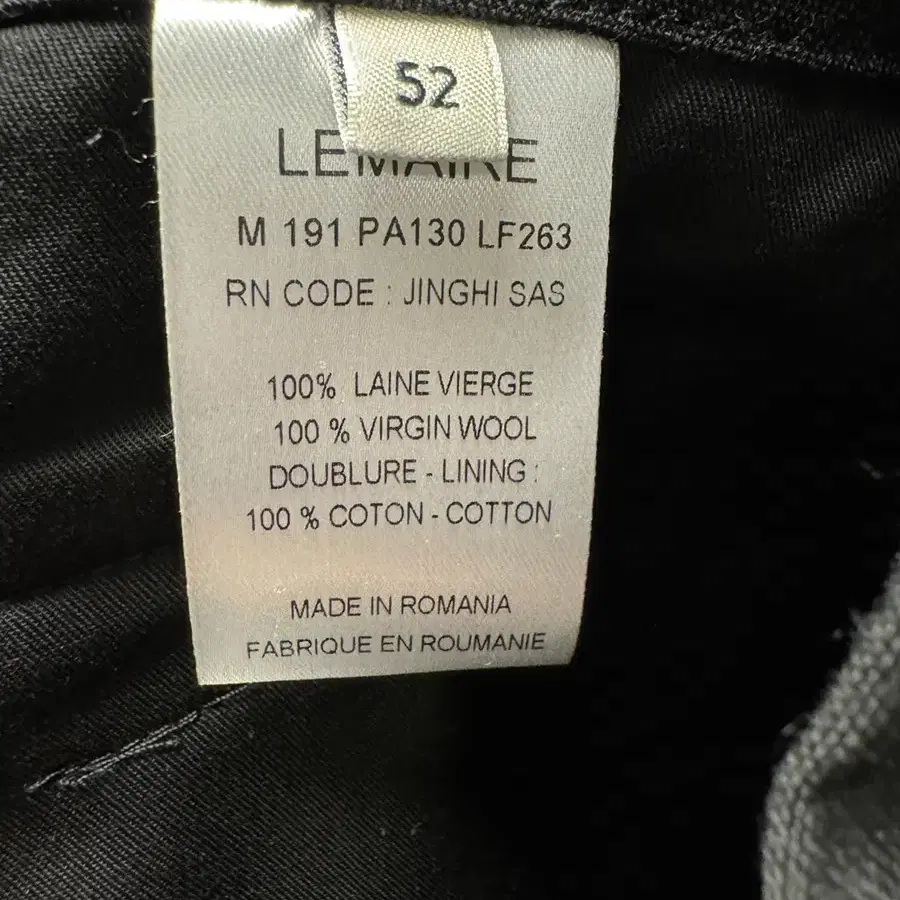 52
LEMAIRE
M 191 PA130 LF263
RN CODE : JINGHI SAS
100% LAINE VIERGE
100 % VIRGIN WOOL
DOUBLURE - LINING :
100 % COTON - COTTON
MADE IN ROMANIA
FABRIQUE EN ROUMANIE